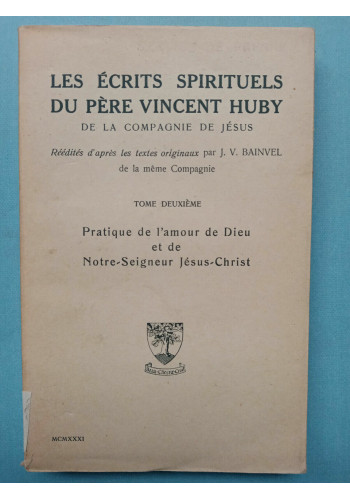 LES ÉCRITS SPIRITUELS
DU PÈRE VINCENT HUBY
DE LA COMPAGNIE DE JÉSUS
Réédités d'après les textes originaux par J. V. BAINVEL
de la même Compagnie
TOME DEUXIÈME
Pratique de l'amour de Dieu
et de
Notre-Seigneur Jésus-Christ
MCMXXXI